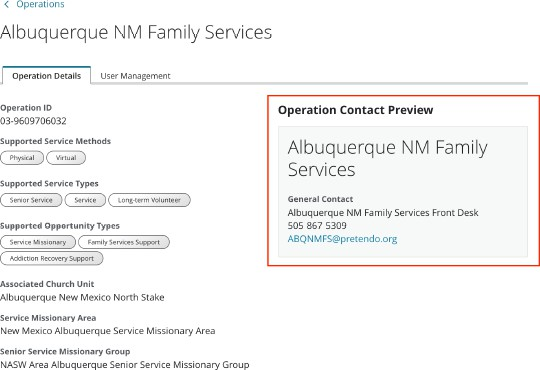 Operations
Albuquerque NM Family Services
Operation Details
User Management
Operation ID
03-9609706032
Supported Service Methods
Physical
Virtual
Supported Service Types
Senior Service
Service
Long-term Volunteer
Supported Opportunity Types
Service Missionary
Family Services Support
Addiction Recovery Support
Associated Church Unit
Albuquerque New Mexico North Stake
Service Missionary Area
New Mexico Albuquerque Service Missionary Area
Senior Service Missionary Group
NASW Area Albuquerque Senior Service Missionary Group
Operation Contact Preview
Albuquerque NM Family
Services
General Contact
Albuquerque NM Family Services Front Desk
505 867 5309
ABQNMFS@pretendo.org